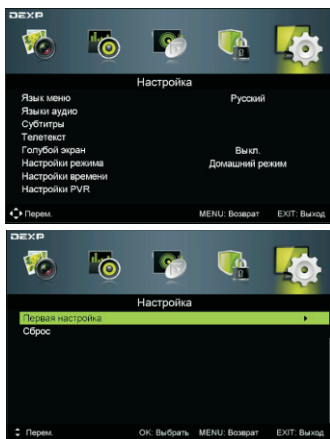 DEXP
Настройка
Язык меню Русский
Языки аудио
Субтитры
Телетекст
Голубой экран Выкл.
Настройки режима Домашний режим
Настройки времени
Настройки PVR
Перем. MENU: Возврат EXIT: Выход
DEXP
Настройка
Первая настройка
Сброс
Перем. OK: Выбрать MENU: Возврат EXIT: Выход